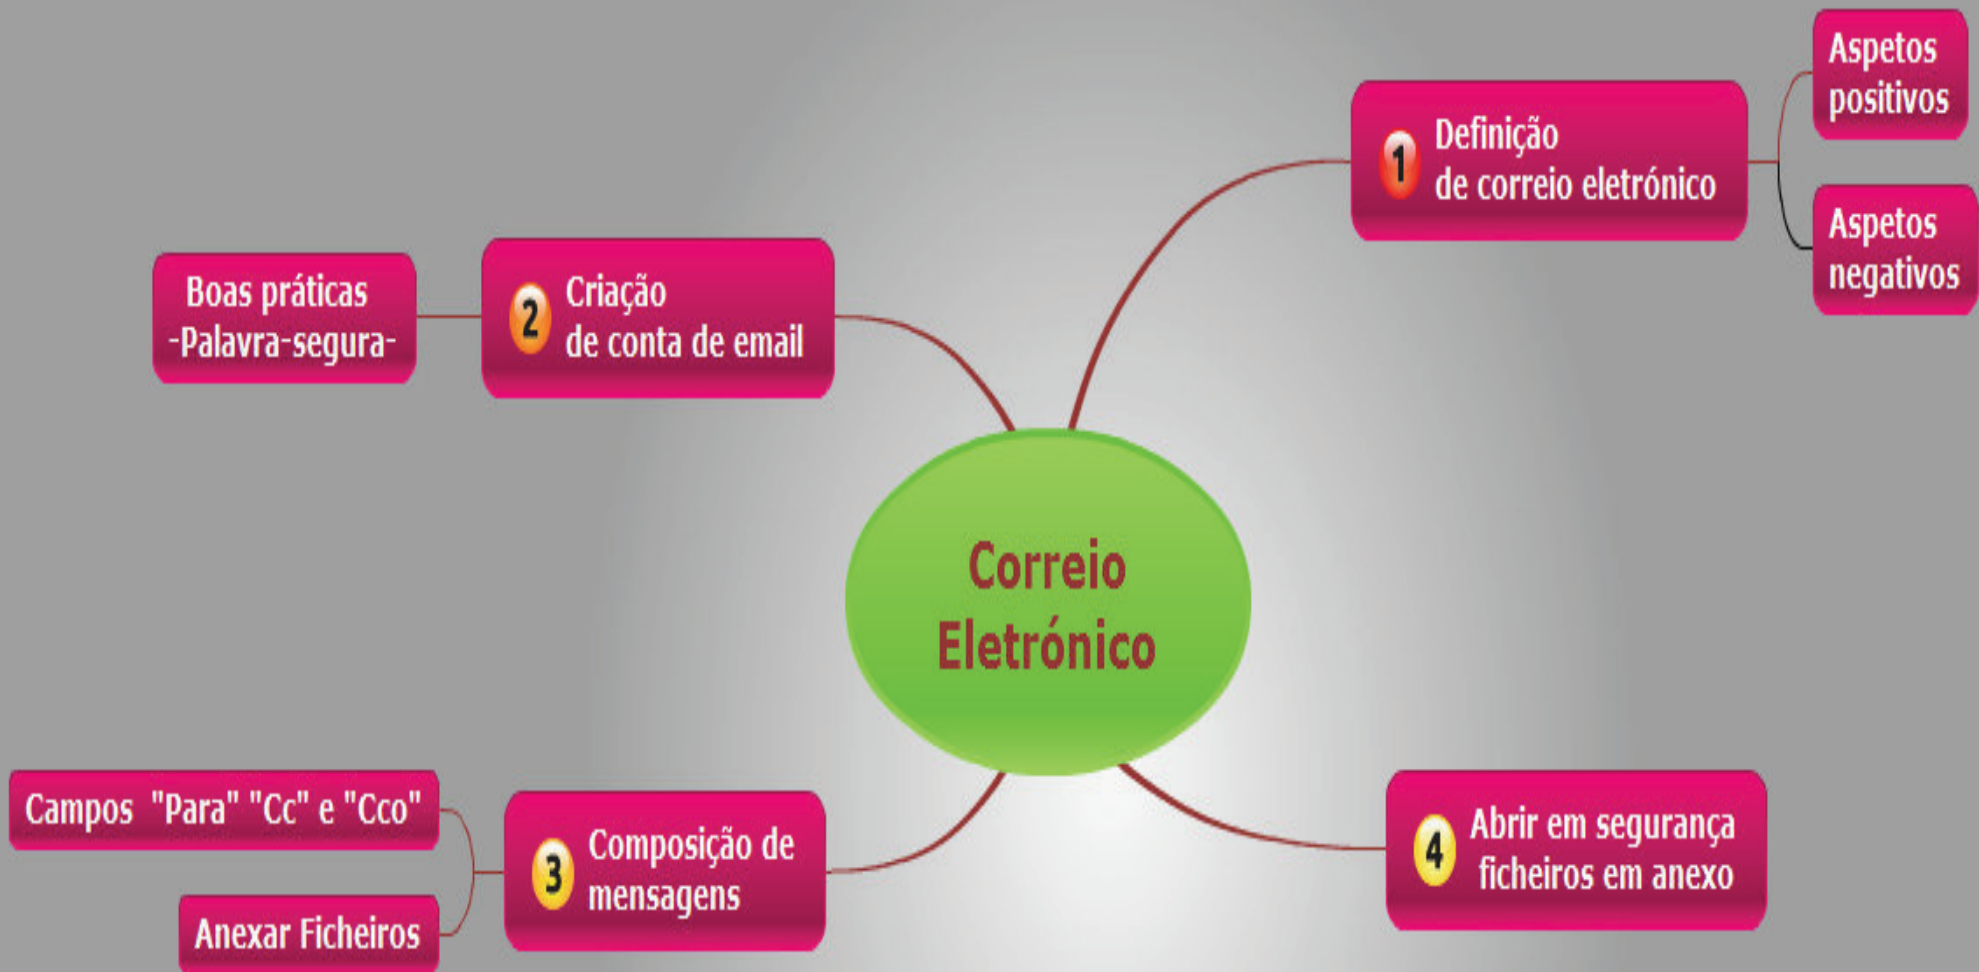 Correio
Eletrónico
1
Definição
de correio eletrónico
Aspetos
positivos
Aspetos
negativos
2
Criação
de conta de email
Boas práticas
-Palavra-segura-
3
Composição de
mensagens
Campos "Para" "Cc" e "Cco"
Anexar Ficheiros
4
Abrir em segurança
ficheiros em anexo